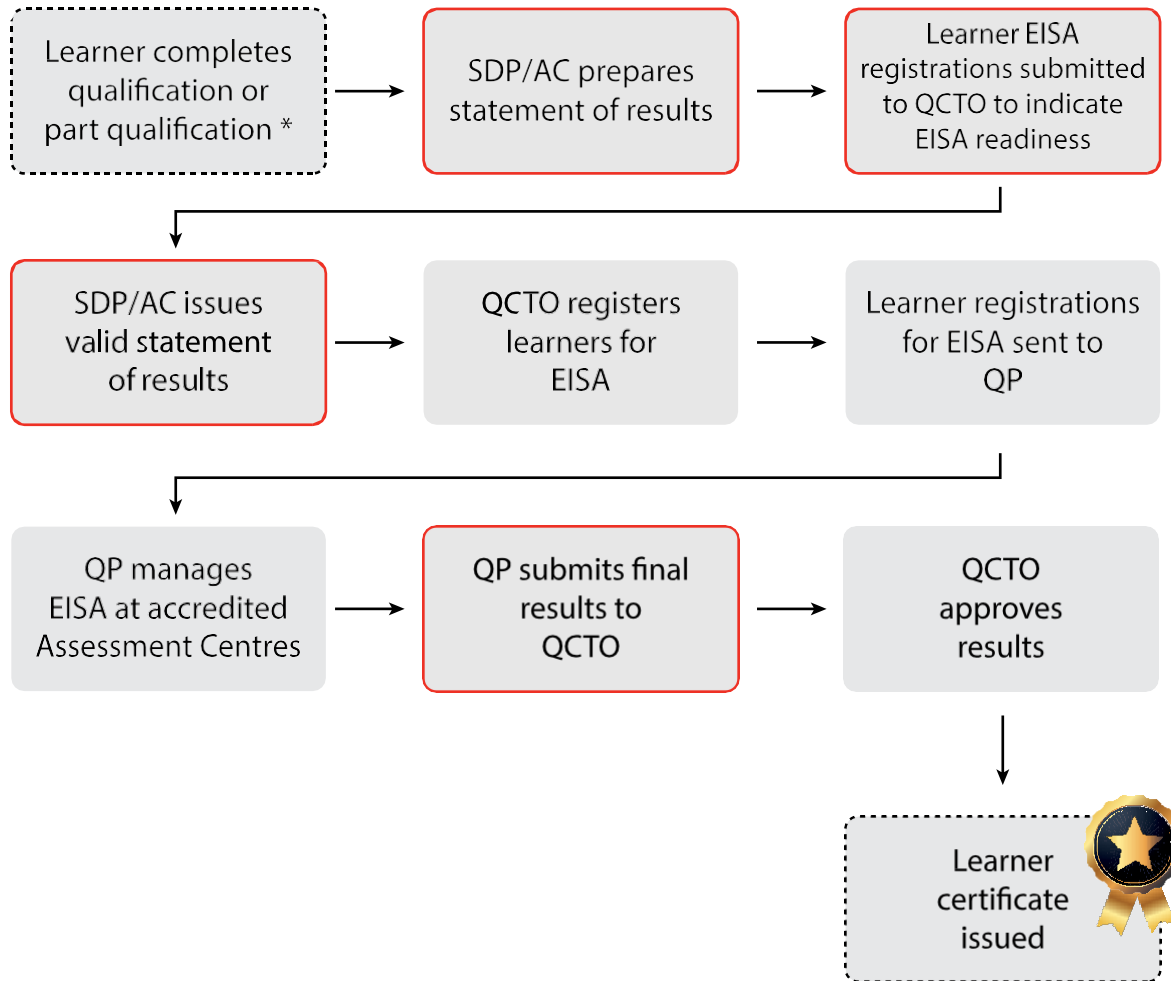 Learner completes
qualification or
part qualification *
SDP/AC prepares
statement of results
Learner EISA
registrations submitted
to QCTO to indicate
EISA readiness
SDP/AC issues
valid statement
of results
QCTO registers
learners for
EISA
Learner registrations
for EISA sent to
QP
QP manages
EISA at accredited
Assessment Centres
QP submits final
results to
QCTO
QCTO
approves
results
Learner
certificate
issued